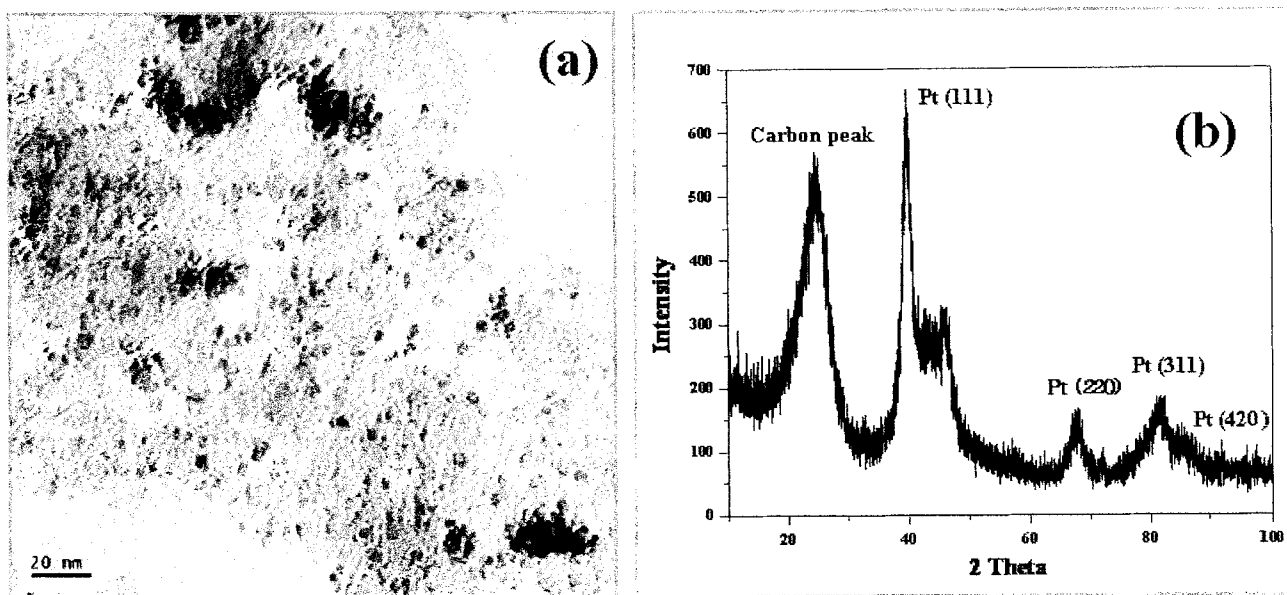 (a)
20 nm
(b)
700
600
500
400
300
200
100
0
Intensity
Carbon peak
Pt (111)
Pt (220)
Pt (311)
Pt (420)
20
40
60
80
100
2 Theta